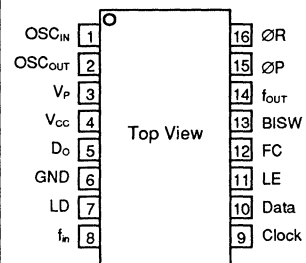 OSCIN 1 16 ØR
OSCOUT 2 15 ØP
VP 3 14 fOUT
VCC 4 13 BISW
Top View
DO 5 12 FC
GND 6 11 LE
LD 7 10 Data
fin 8 9 Clock